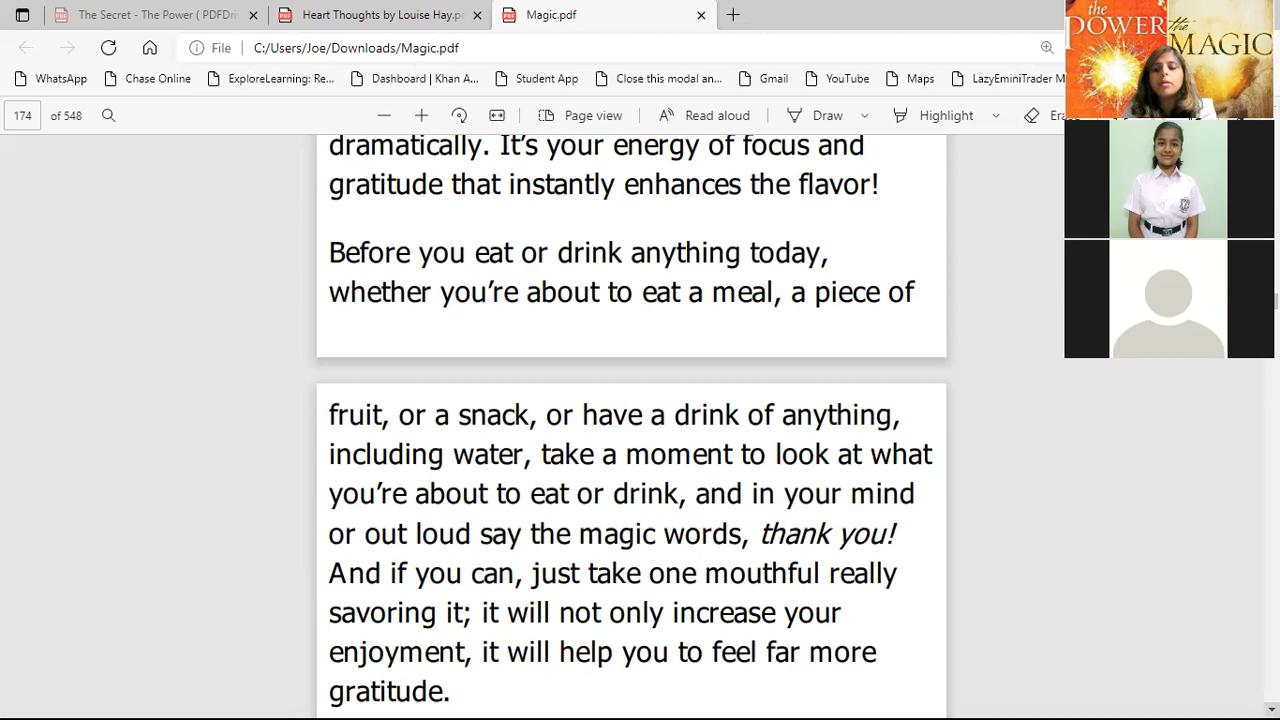 The Secret - The Power ( PDFDri
Heart Thoughts by Louise Hay.p
Magic.pdf
File C:/Users/Joe/Downloads/Magic.pdf
WhatsApp Chase Online ExploreLearning: Re... Dashboard | Khan A... Student App Close this modal an... Gmail YouTube Maps LazyEminiTrader M
174 of 548 Page view Read aloud Draw Highlight Era
dramatically. It's your energy of focus and
gratitude that instantly enhances the flavor!
Before you eat or drink anything today,
whether you're about to eat a meal, a piece of
fruit, or a snack, or have a drink of anything,
including water, take a moment to look at what
you're about to eat or drink, and in your mind
or out loud say the magic words, thank you!
And if you can, just take one mouthful really
savoring it; it will not only increase your
enjoyment, it will help you to feel far more
gratitude.
the
POWER
the
MAGIC